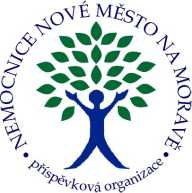 NEMOCNICE NOVÉ MĚSTO NA MORAVĚ
• příspěvková organizace •